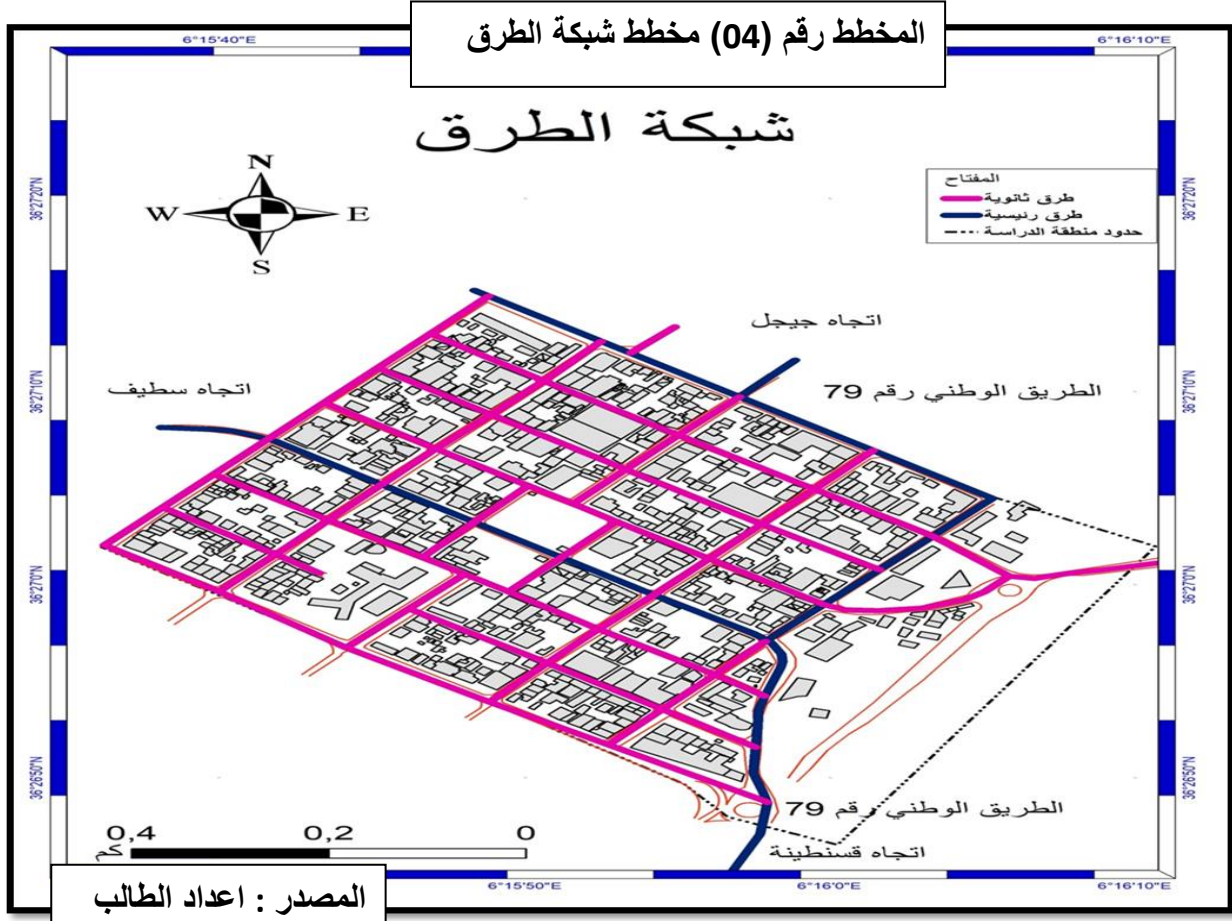 المخطط رقم (04) مخطط شبكة الطرق
6°15'40"E
6°16'10"E
شبكة الطرق
N
W
E
S
المفتاح
طرق ثانوية
طرق رئيسية
حدود منطقة الدراسة
36°27'20"N
36°27'20"N
اتجاه جيجل
الطريق الوطني رقم 79
اتجاه سطيف
36°27'10"N
36°27'10"N
36°27'0"N
36°27'0"N
36°26'50"N
36°26'50"N
الطريق الوطني رقم 79
اتجاه قسنطينة
0,4
0,2
0
كم
6°15'50"E
6°16'0"E
6°16'10"E
المصدر : اعداد الطالب